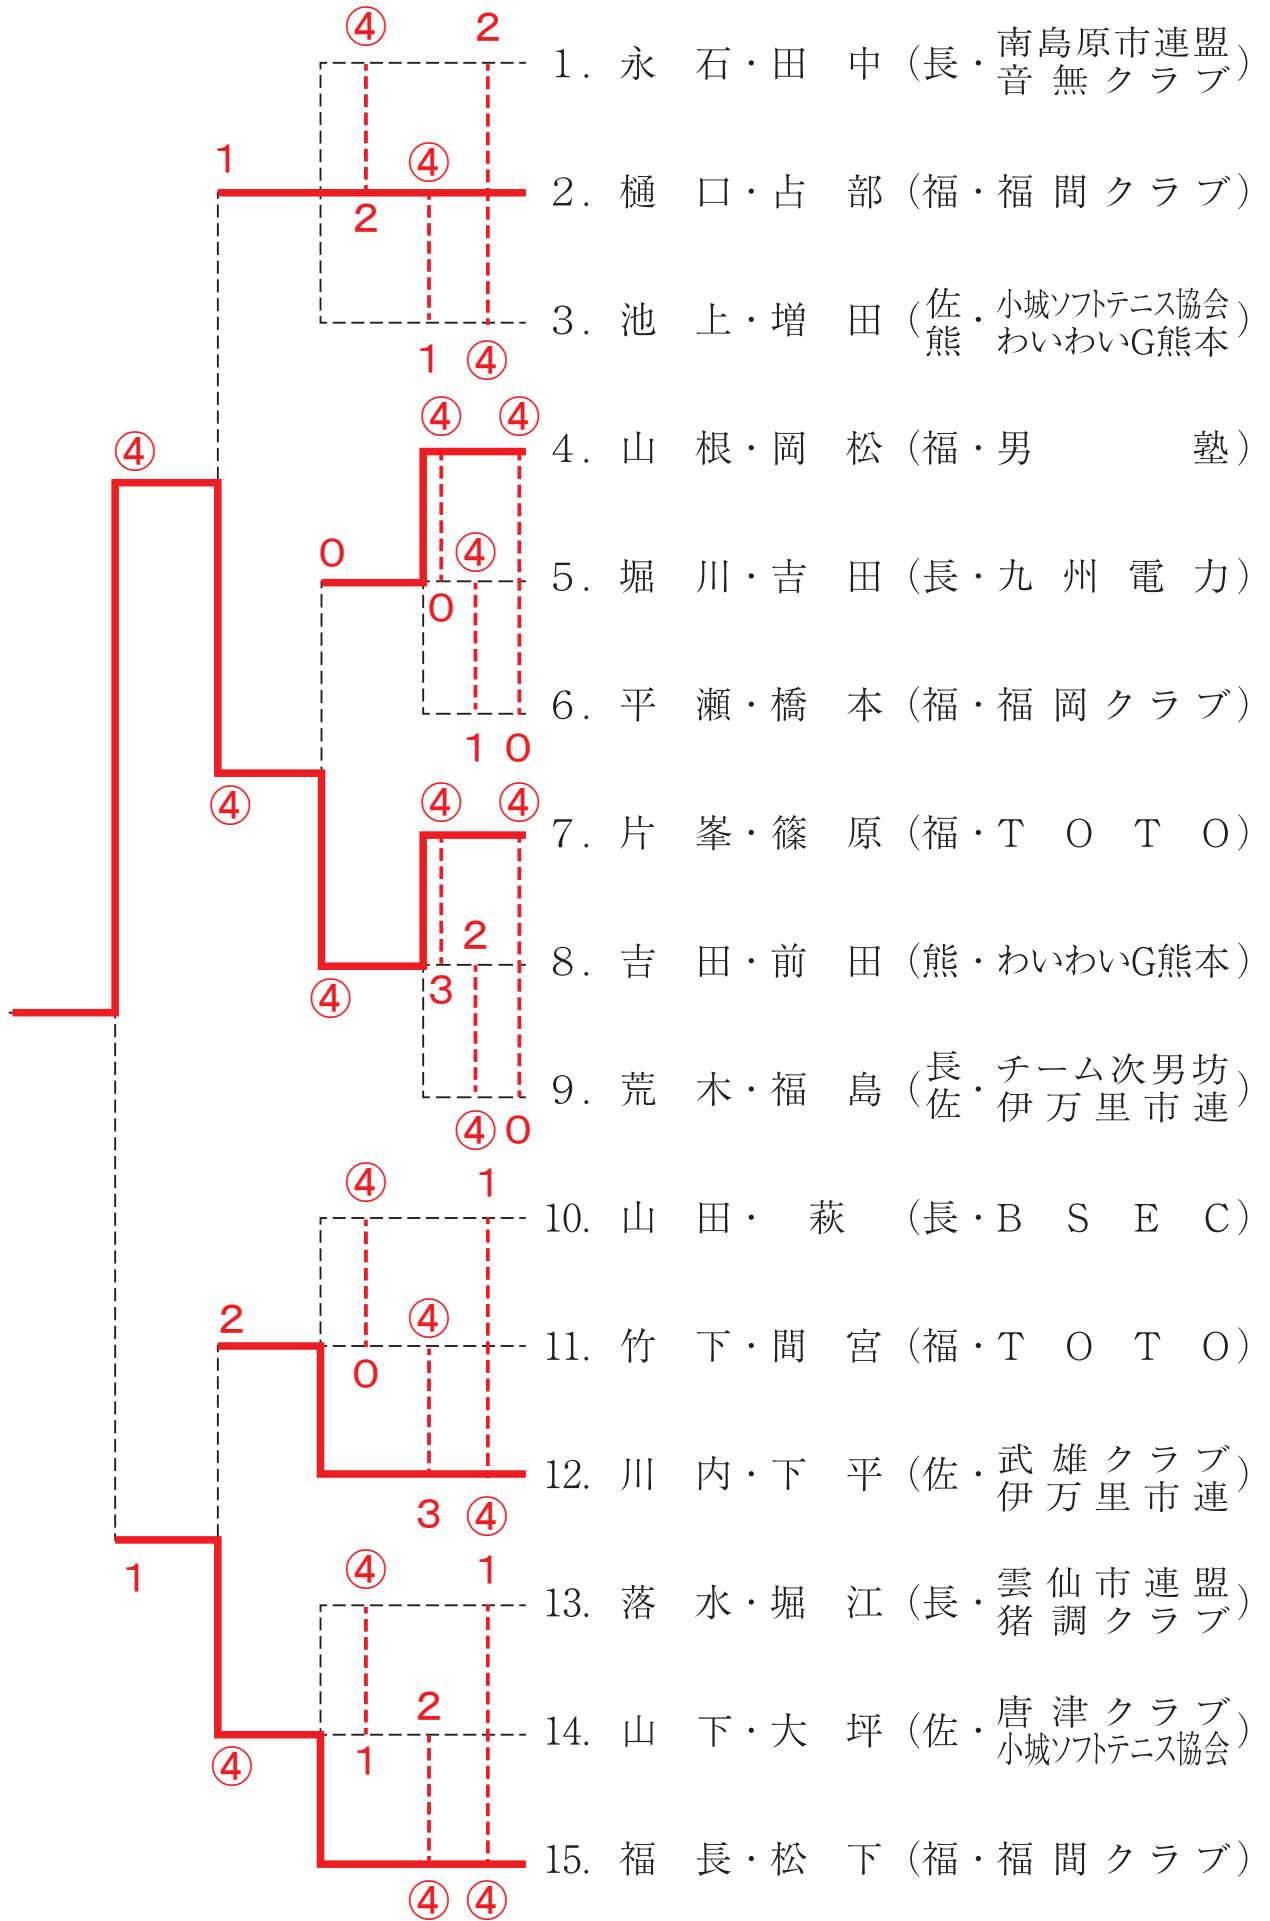 ④ 2
1. 永石・田中 (長・南島原市連盟
音無クラブ)
1 ④
2. 樋口・占部 (福・福間クラブ)
2
3. 池上・増田 (佐熊・小城ソフトテニス協会
わいわいG熊本)
1 ④
④ ④
④
4. 山根・岡松 (福・男塾)
0 ④
5. 堀川・吉田 (長・九州電力)
0
6. 平瀬・橋本 (福・福岡クラブ)
1 0
④ ④ ④
7. 片峯・篠原 (福・TOTO)
2
8. 吉田・前田 (熊・わいわいG熊本)
④ 3
9. 荒木・福島 (長佐・チーム次男坊
伊万里市連)
④ 0
④ 1
10. 山田・萩 (長・BSEC)
2 ④
11. 竹下・間宮 (福・TOTO)
0
12. 川内・下平 (佐・武雄クラブ
伊万里市連)
3 ④
1 ④ 1
13. 落水・堀江 (長・雲仙市連盟
猪調クラブ)
2
14. 山下・大坪 (佐・唐津クラブ
小城ソフトテニス協会)
④ 1
15. 福長・松下 (福・福間クラブ)
④ ④